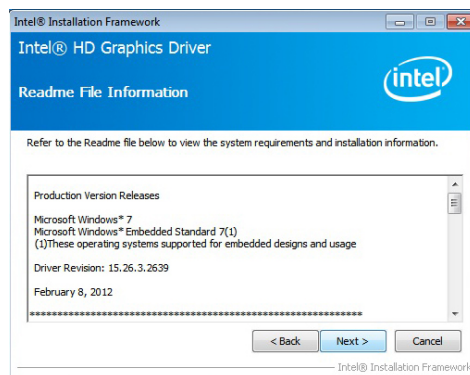 Intel® Installation Framework
Intel® HD Graphics Driver
intel®
Readme File Information
Refer to the Readme file below to view the system requirements and installation information.
Production Version Releases
Microsoft Windows* 7
Microsoft Windows* Embedded Standard 7(1)
(1)These operating systems supported for embedded designs and usage
Driver Revision: 15.26.3.2639
February 8, 2012
************************************************************
< Back Next > Cancel
Intel® Installation Framework